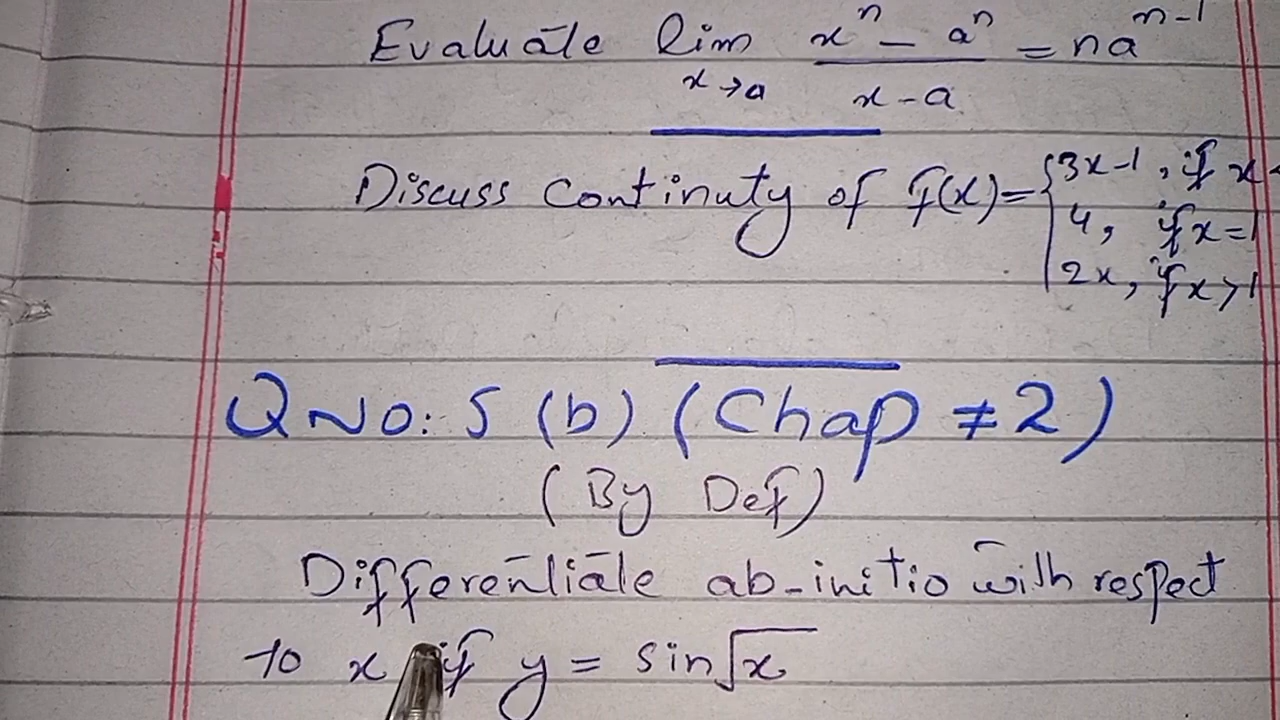 Evaluate lim x→a xⁿ - aⁿ / x - a = naⁿ⁻¹
Discuss continuty of f(x) = { 3x-1, if x
4, if x=1
2x, if x>1
Q NO: 5 (b) (Chap # 2)
(By Def)
Differentiate ab-initio with respect
to x if y = sin√x